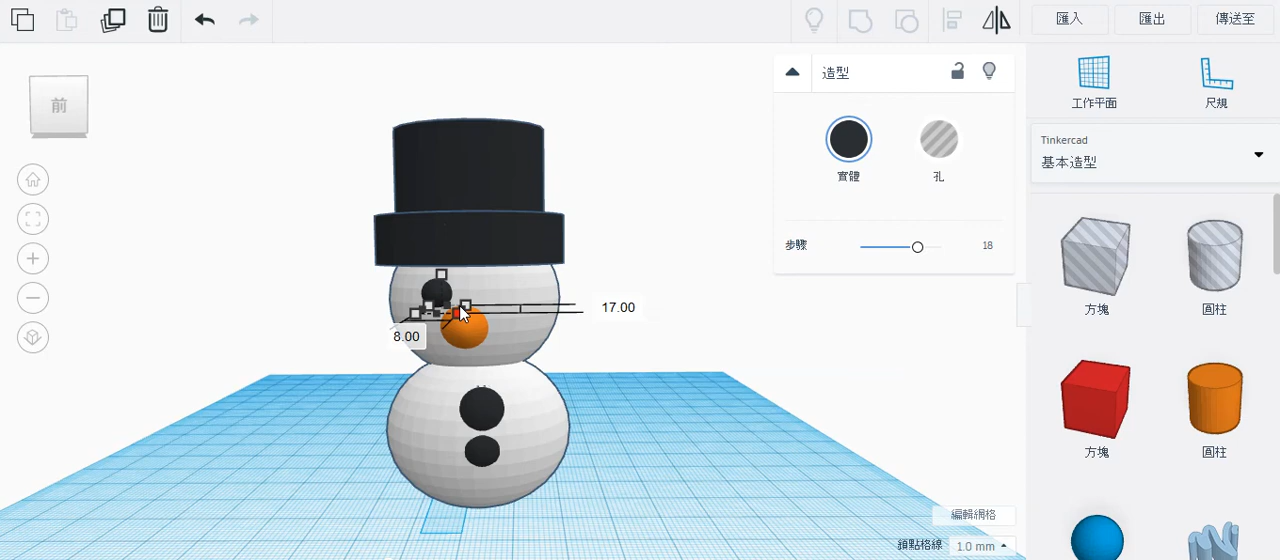 匯入
匯出
傳送至
前
造型
實體
孔
步驟
18
工作平面
尺規
Tinkercad
基本造型
方塊
圓柱
方塊
圓柱
17.00
8.00
編輯網格
鎖點格線
1.0 mm